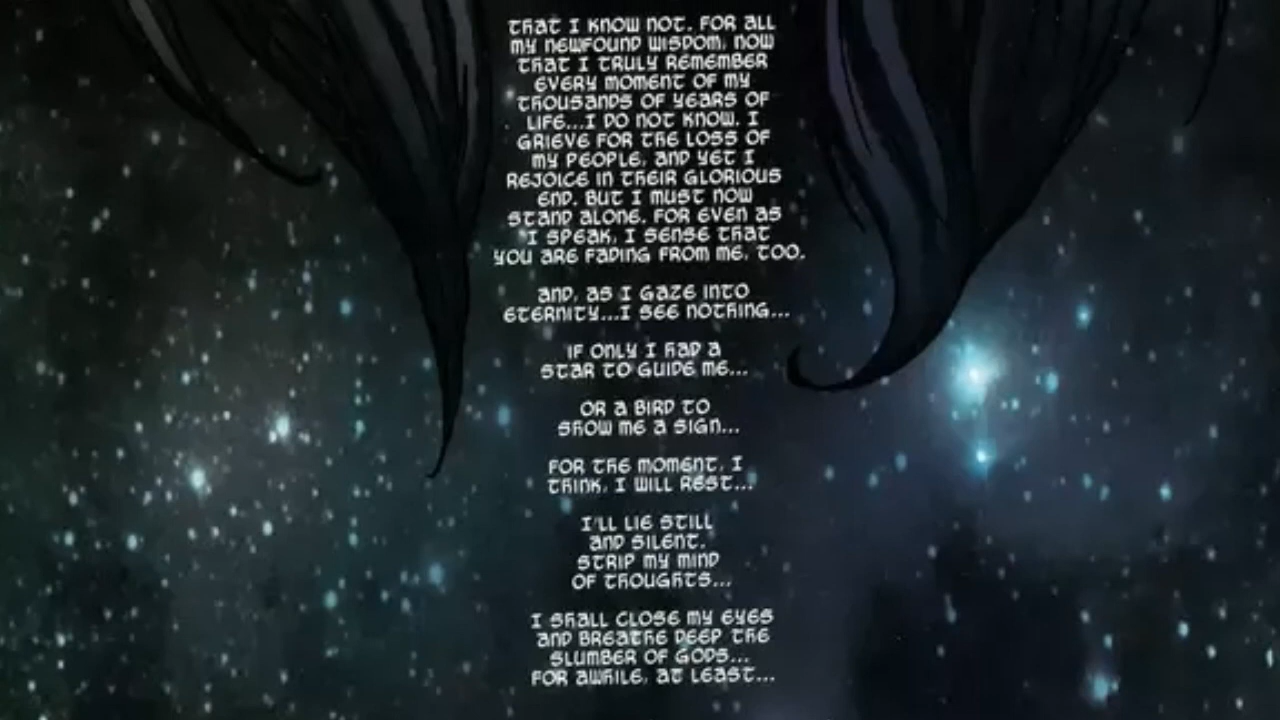 THAT I KNOW NOT. FOR ALL
MY NEWFOUND WISDOM, NOW
THAT I TRULY REMEMBER
EVERY MOMENT OF MY
THOUSANDS OF YEARS OF
LIFE...I DO NOT KNOW. I
GRIEVE FOR THE LOSS OF
MY PEOPLE, AND YET I
REJOICE IN THEIR GLORIOUS
END. BUT I MUST NOW
STAND ALONE. FOR EVEN AS
I SPEAK, I SENSE THAT
YOU ARE FADING FROM ME, TOO.
AND, AS I GAZE INTO
ETERNITY...I SEE NOTHING...
IF ONLY I HAD A
STAR TO GUIDE ME...
OR A BIRD TO
SHOW ME A SIGN...
FOR THE MOMENT, I
THINK, I WILL REST...
I'LL LIE STILL
AND SILENT.
STRIP MY MIND
OF THOUGHTS...
I SHALL CLOSE MY EYES
AND BREATHE DEEP THE
SLUMBER OF GODS...
FOR AWHILE, AT LEAST...